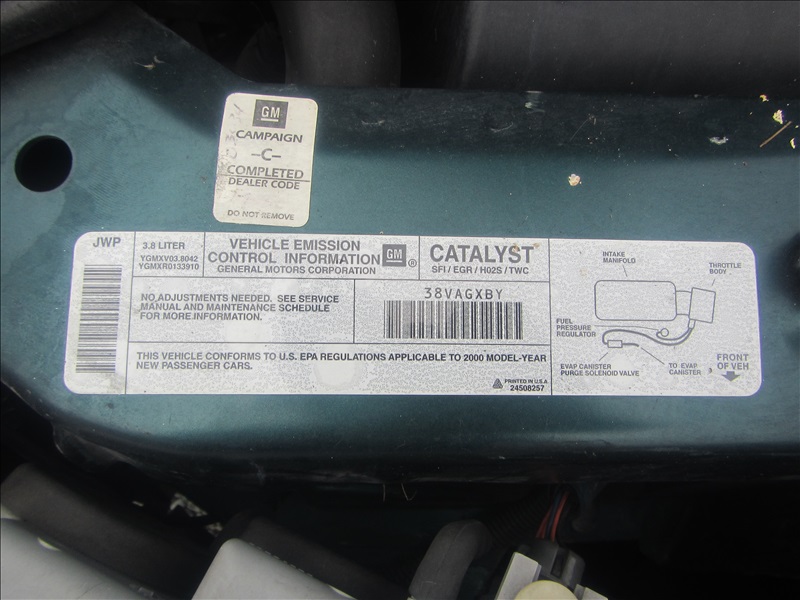 GM
CAMPAIGN
-C-
COMPLETED
DEALER CODE
DO NOT REMOVE
JWP
3.8 LITER
YGMXV03.8042
YGMXR0133910
VEHICLE EMISSION
CONTROL INFORMATION GM ®
GENERAL MOTORS CORPORATION
CATALYST
SFI / EGR / HO2S / TWC
NO ADJUSTMENTS NEEDED. SEE SERVICE
MANUAL AND MAINTENANCE SCHEDULE
FOR MORE INFORMATION.
38VAGXBY
THIS VEHICLE CONFORMS TO U.S. EPA REGULATIONS APPLICABLE TO 2000 MODEL-YEAR
NEW PASSENGER CARS.
PRINTED IN U.S.A
24508257
INTAKE
MANIFOLD
THROTTLE
BODY
FUEL
PRESSURE
REGULATOR
EVAP CANISTER
PURGE SOLENOID VALVE
TO EVAP
CANISTER
FRONT
OF VEH